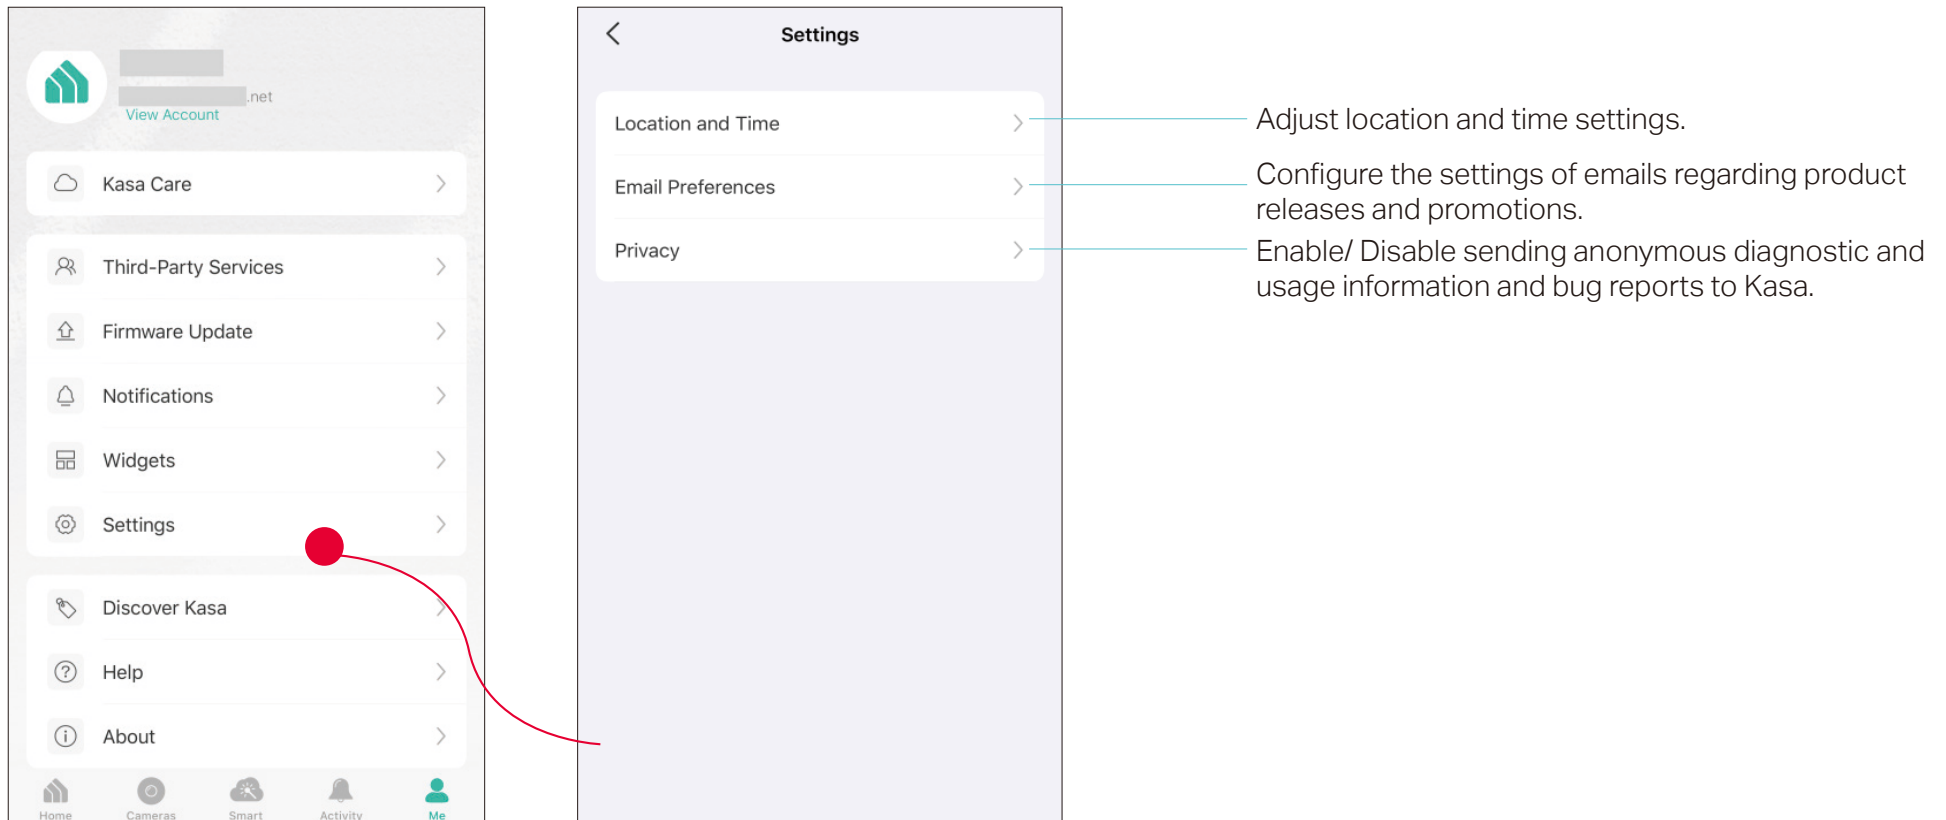 .net
View Account
Kasa Care
Third-Party Services
Firmware Update
Notifications
Widgets
Settings
Discover Kasa
Help
About
Home
Cameras
Smart
Activity
Me
Settings
Location and Time
Email Preferences
Privacy
Adjust location and time settings.
Configure the settings of emails regarding product
releases and promotions.
Enable/ Disable sending anonymous diagnostic and
usage information and bug reports to Kasa.